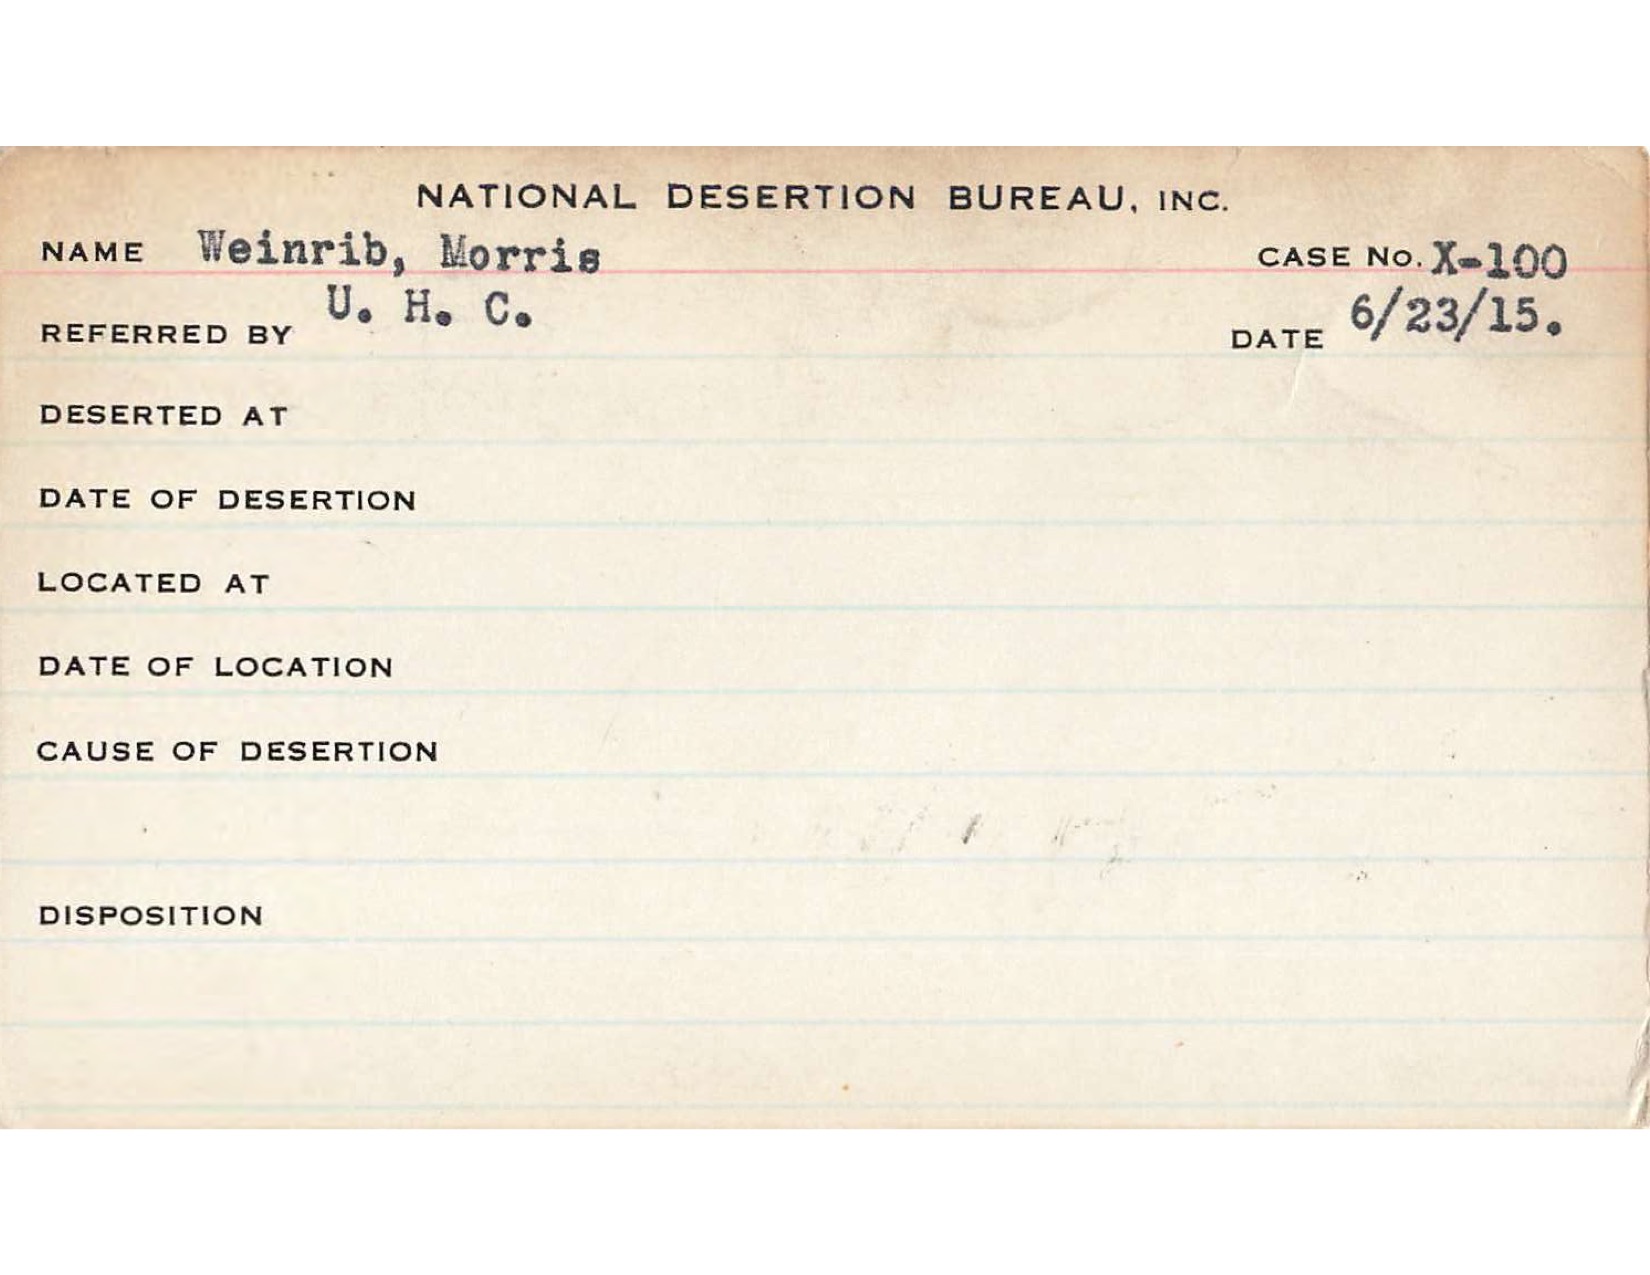 NATIONAL DESERTION BUREAU, INC.
NAME Weinrib, Morris CASE No. X-100
REFERRED BY U. H. C. DATE 6/23/15.
DESERTED AT
DATE OF DESERTION
LOCATED AT
DATE OF LOCATION
CAUSE OF DESERTION
DISPOSITION